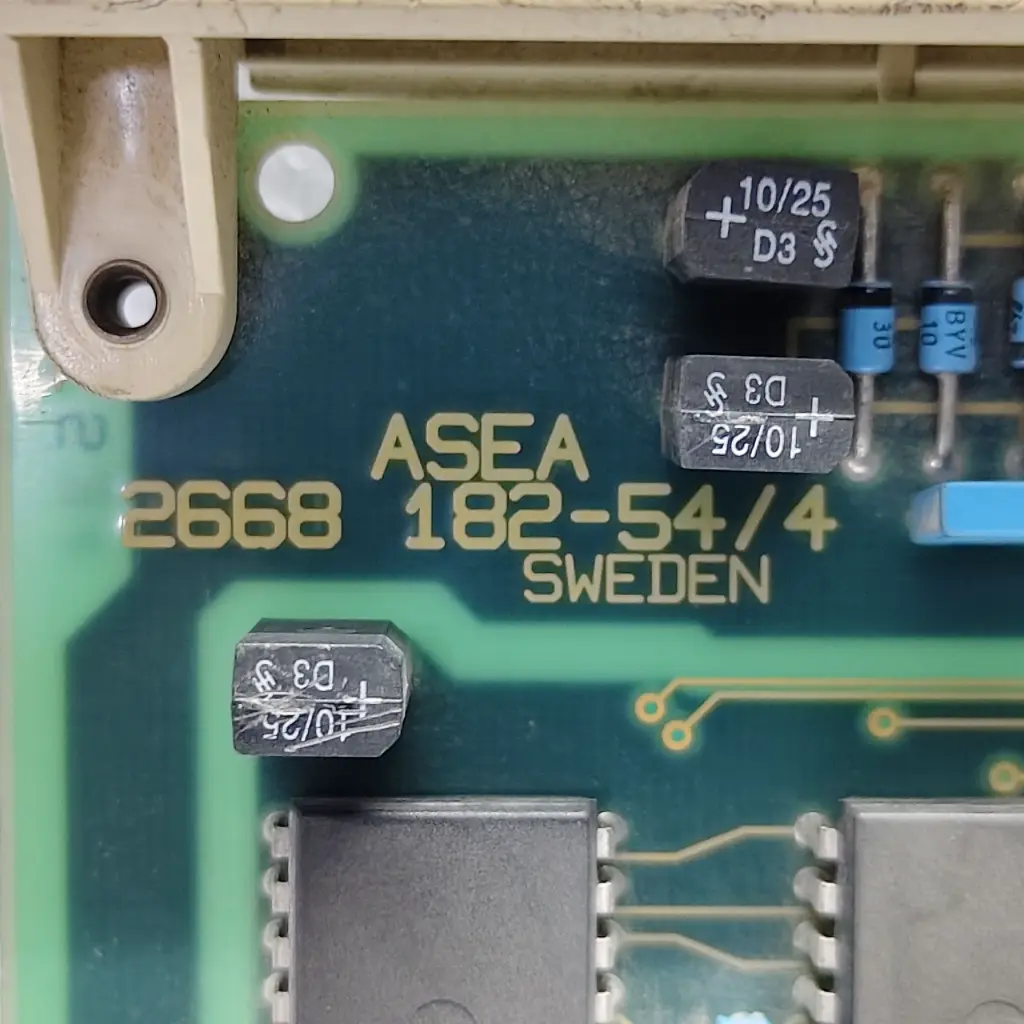 10/25
+ D3
30
BYV
10
D3
10/25 +
ASEA
2668 182-54/4
SWEDEN
D3
10/25 +